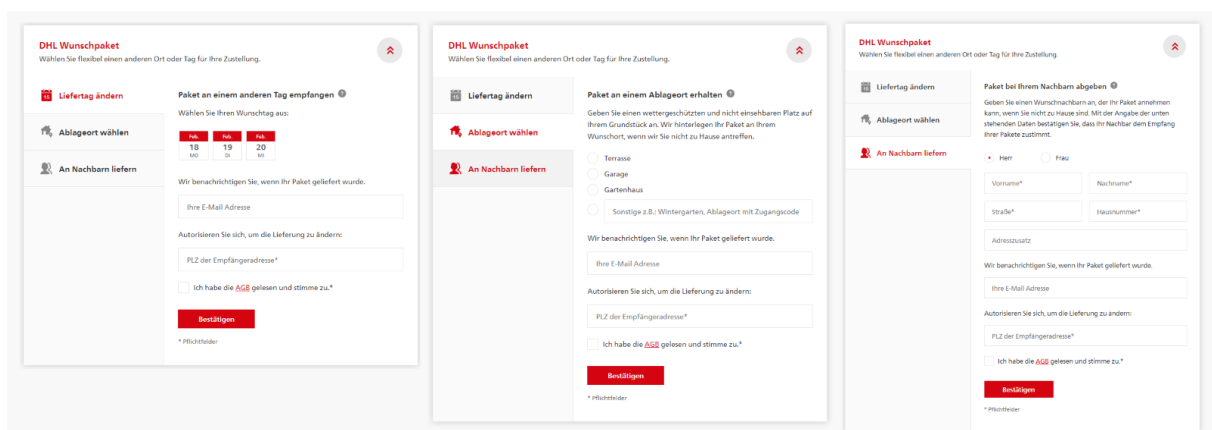 DHL Wunschpaket
Wählen Sie flexibel einen anderen Ort oder Tag für Ihre Zustellung.
Liefertag ändern
Ablageort wählen
An Nachbarn liefern
Paket an einem anderen Tag empfangen
Wählen Sie Ihren Wunschtag aus:
Feb. Feb. Feb.
18 19 20
MO DI MI
Wir benachrichtigen Sie, wenn Ihr Paket geliefert wurde.
Ihre E-Mail Adresse
Autorisieren Sie sich, um die Lieferung zu ändern:
PLZ der Empfängeradresse*
Ich habe die AGB gelesen und stimme zu.*
Bestätigen
* Pflichtfelder
DHL Wunschpaket
Wählen Sie flexibel einen anderen Ort oder Tag für Ihre Zustellung.
Liefertag ändern
Ablageort wählen
An Nachbarn liefern
Paket an einem Ablageort erhalten
Geben Sie einen wettergeschützten und nicht einsehbaren Platz auf
Ihrem Grundstück an. Wir hinterlegen Ihr Paket an Ihrem
Wunschort, wenn wir Sie nicht zu Hause antreffen.
Terrasse
Garage
Gartenhaus
Sonstige z.B.: Wintergarten, Ablageort mit Zugangscode
Wir benachrichtigen Sie, wenn Ihr Paket geliefert wurde.
Ihre E-Mail Adresse
Autorisieren Sie sich, um die Lieferung zu ändern:
PLZ der Empfängeradresse*
Ich habe die AGB gelesen und stimme zu.*
Bestätigen
* Pflichtfelder
DHL Wunschpaket
Wählen Sie flexibel einen anderen Ort oder Tag für Ihre Zustellung.
Liefertag ändern
Ablageort wählen
An Nachbarn liefern
Paket bei Ihrem Nachbarn abgeben
Geben Sie einen Wunschnachbarn an, der Ihr Paket annehmen
kann, wenn Sie nicht zu Hause sind. Mit der Angabe der unten
stehenden Daten bestätigen Sie, dass Ihr Nachbar dem Empfang
Ihrer Pakete zustimmt.
Herr Frau
Vorname* Nachname*
Straße* Hausnummer*
Adresszusatz
Wir benachrichtigen Sie, wenn Ihr Paket geliefert wurde.
Ihre E-Mail Adresse
Autorisieren Sie sich, um die Lieferung zu ändern:
PLZ der Empfängeradresse*
Ich habe die AGB gelesen und stimme zu.*
Bestätigen
* Pflichtfelder